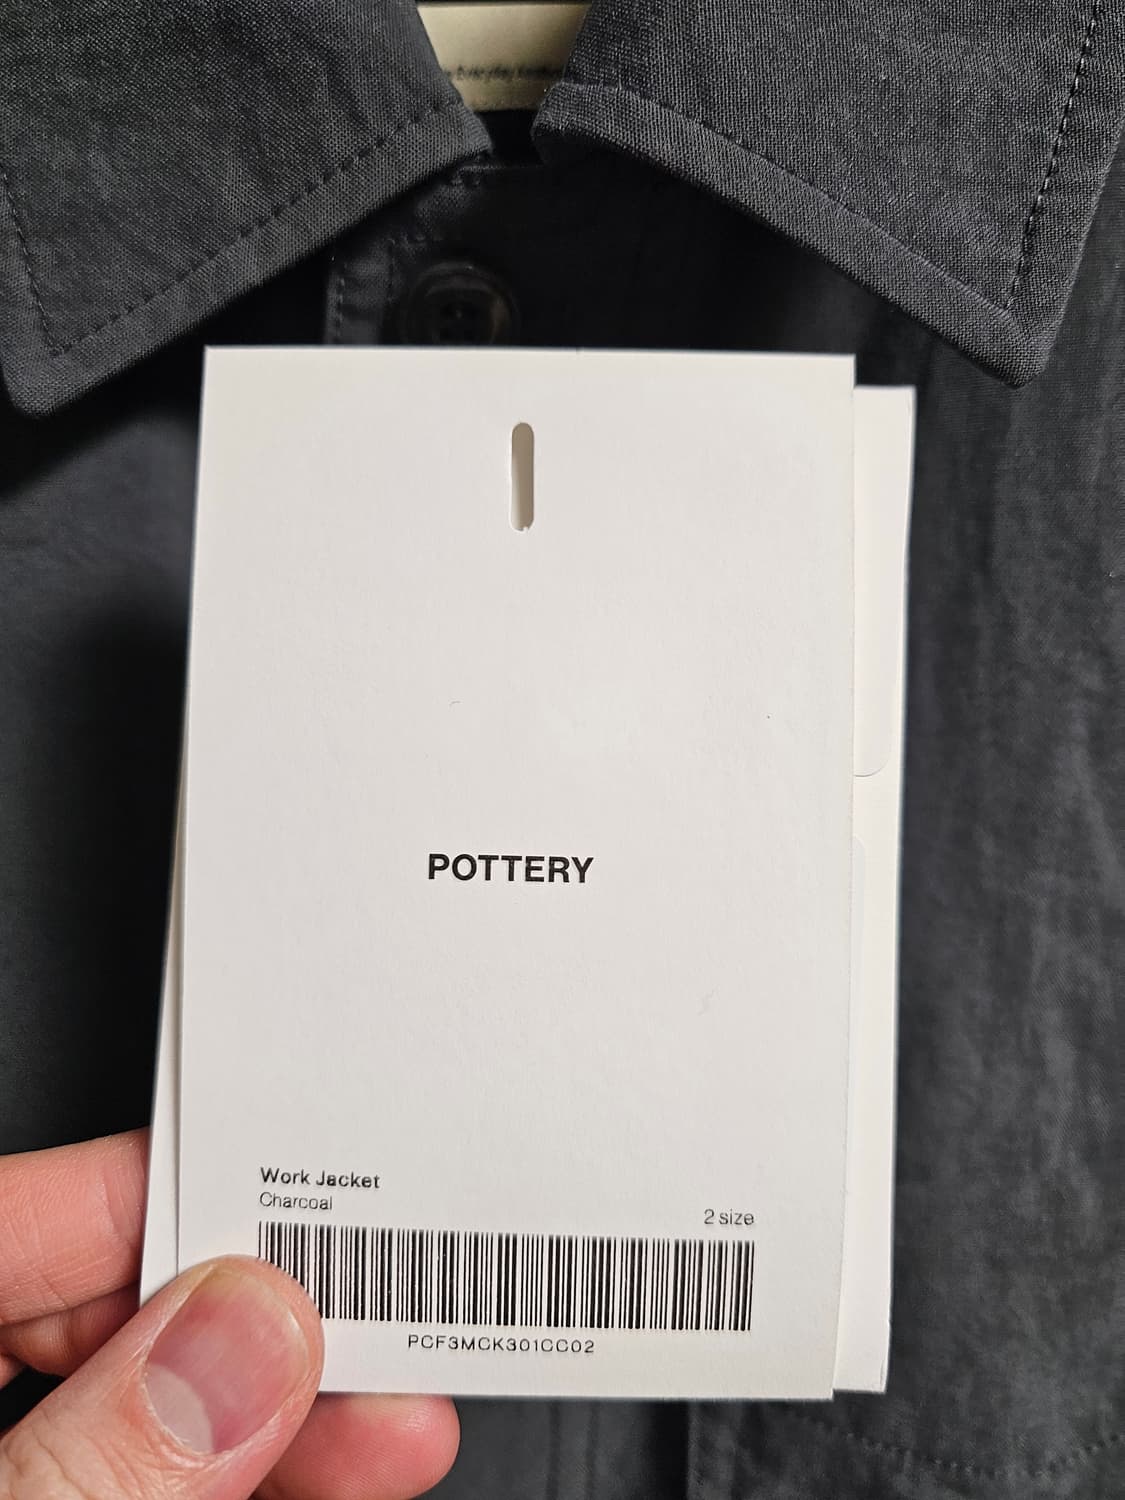 POTTERY
Work Jacket
Charcoal
2 size
PCF3MCK301CC02